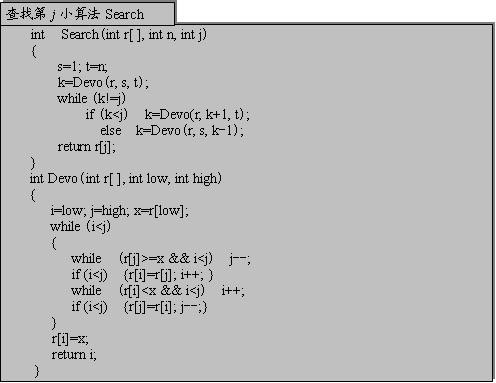 查找第 j 小算法 Search
int Search(int r[ ], int n, int j)
{
s=1; t=n;
k=Devo(r, s, t);
while (k!=j)
if (k<j) k=Devo(r, k+1, t);
else k=Devo(r, s, k-1);
return r[j];
}
int Devo(int r[ ], int low, int high)
{
i=low; j=high; x=r[low];
while (i<j)
{
while (r[j]>=x && i<j) j--;
if (i<j) {r[i]=r[j]; i++; }
while (r[i]<x && i<j) i++;
if (i<j) {r[j]=r[i]; j--;}
}
r[i]=x;
return i;
}